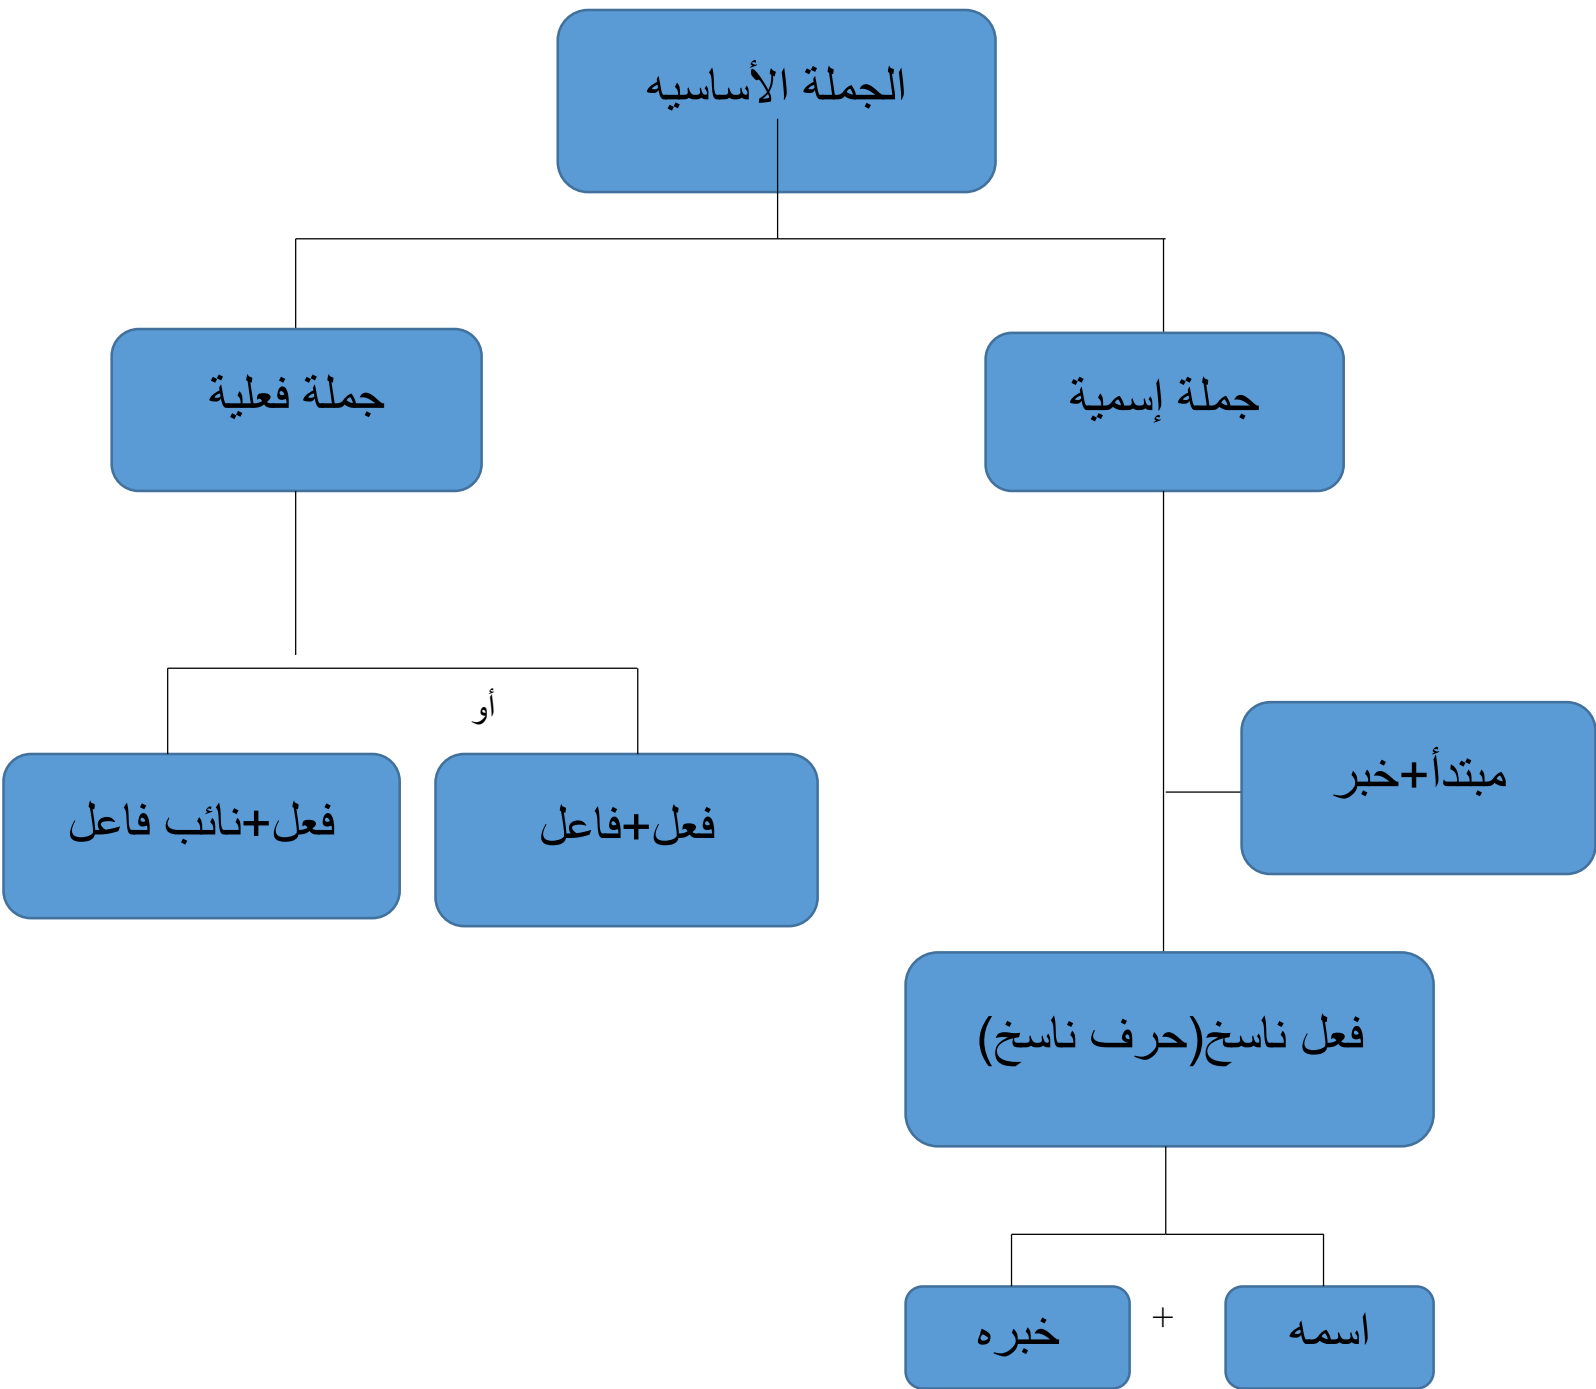 الجملة الأساسيه
جملة إسمية
جملة فعلية
أو
مبتدأ+خبر
فعل+فاعل
فعل+نائب فاعل
فعل ناسخ(حرف ناسخ)
اسمه
+
خبره